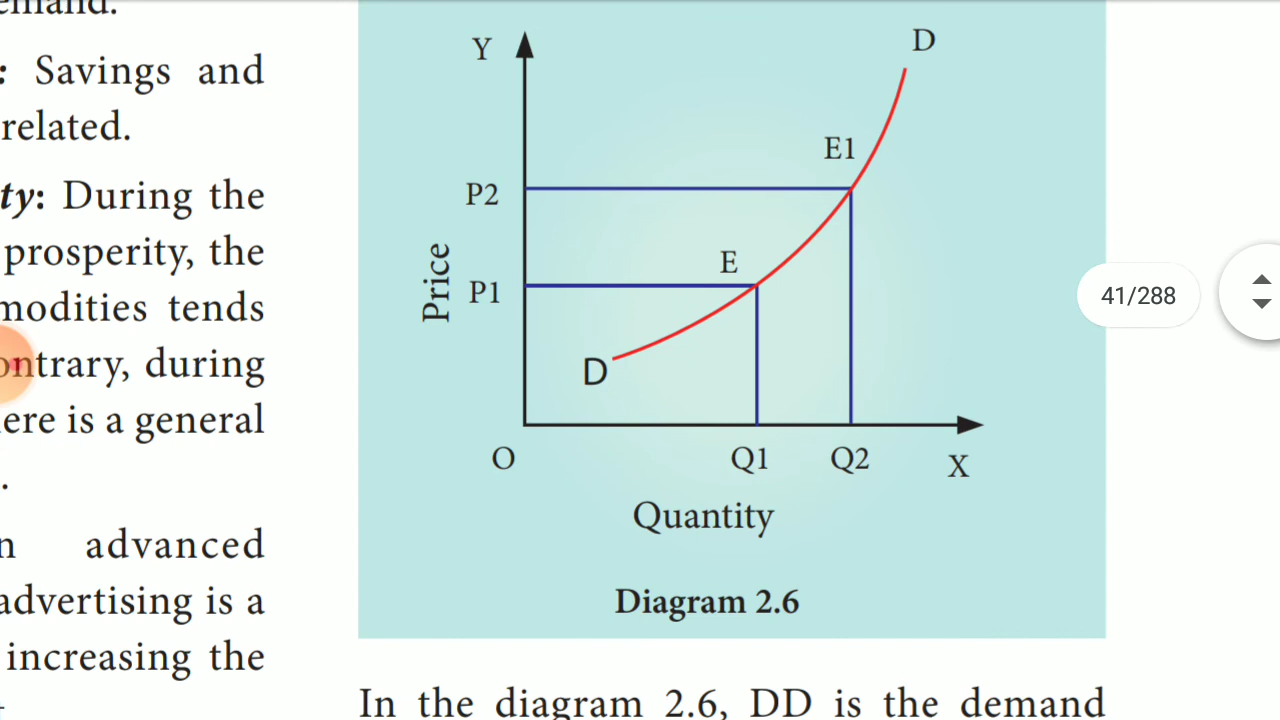 emand.
: Savings and
related.
ty: During the
prosperity, the
modities tends
ontrary, during
ere is a general
.
n advanced
advertising is a
increasing the
Y
D
E1
P2
E
Price
P1
D
O
Q1
Q2
X
Quantity
Diagram 2.6
In the diagram 2.6, DD is the demand
41/288